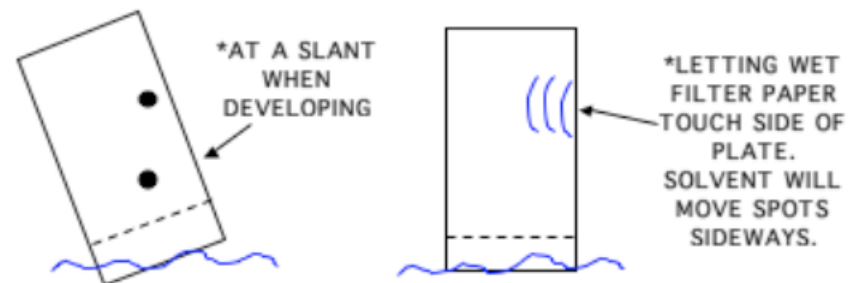 *AT A SLANT
WHEN
DEVELOPING
*LETTING WET
FILTER PAPER
TOUCH SIDE OF
PLATE.
SOLVENT WILL
MOVE SPOTS
SIDEWAYS.